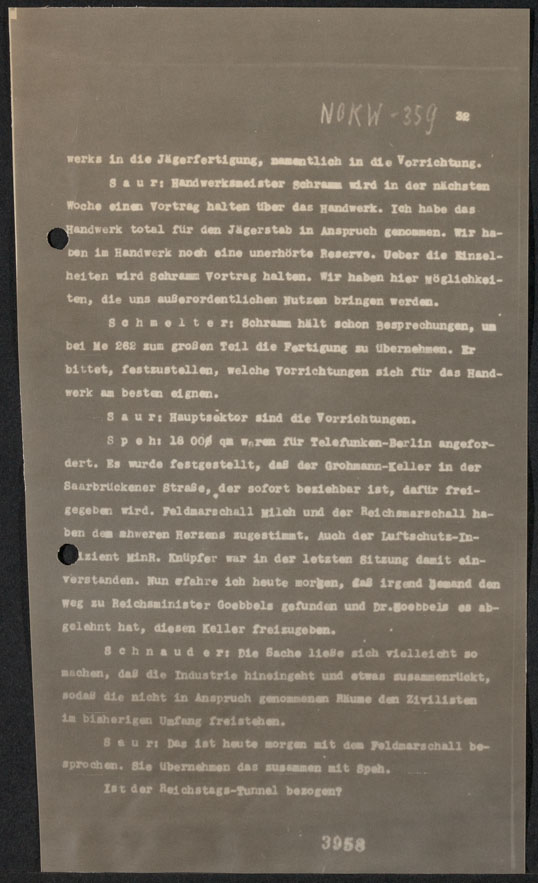 NOKW-359
32
werks in die Jägerfertigung, namentlich in die Vorrichtung.
S a u r: Handwerksmeister Schramm wird in der nächsten
Woche einen Vortrag halten über das Handwerk. Ich habe das
Handwerk total für den Jägerstab in Anspruch genommen. Wir ha-
ben im Handwerk noch eine unerhörte Reserve. Ueber die Einzel-
heiten wird Schramm Vortrag halten. Wir haben hier Möglichkei-
ten, die uns außerordentlichen Nutzen bringen werden.
S c h m e l t e r: Schramm hält schon Besprechungen, um
bei Me 262 zum großen Teil die Fertigung zu übernehmen. Er
bittet, festzustellen, welche Vorrichtungen sich für das Hand-
werk am besten eignen.
S a u r: Hauptsektor sind die Vorrichtungen.
S p e h: 18 000 qm waren für Telefunken-Berlin angefor-
dert. Es wurde festgestellt, daß der Grohmann-Keller in der
Saarbrückener Straße, der sofort beziehbar ist, dafür frei-
gegeben wird. Feldmarschall Milch und der Reichsmarschall ha-
ben dem shweren Herzens zugestimmt. Auch der Luftschutz-In-
izient MinR. Knüpfer war in der letzten Sitzung damit ein-
verstanden. Nun efahre ich heute morgen, daß irgend jemand den
Weg zu Reichsminister Goebbels gefunden und Dr.Goebbels es ab-
gelehnt hat, diesen Keller freizugeben.
S c h n a u d e r: Die Sache ließe sich vielleicht so
machen, daß die Industrie hineingeht und etwas zusammenrückt,
sodaß die nicht in Anspruch genommenen Räume den Zivilisten
im bisherigen Umfang freistehen.
S a u r: Das ist heute morgen mit dem Feldmarschall be-
sprochen. Sie übernehmen das zusammen mit Speh.
Ist der Reichstags-Tunnel bezogen?
3958